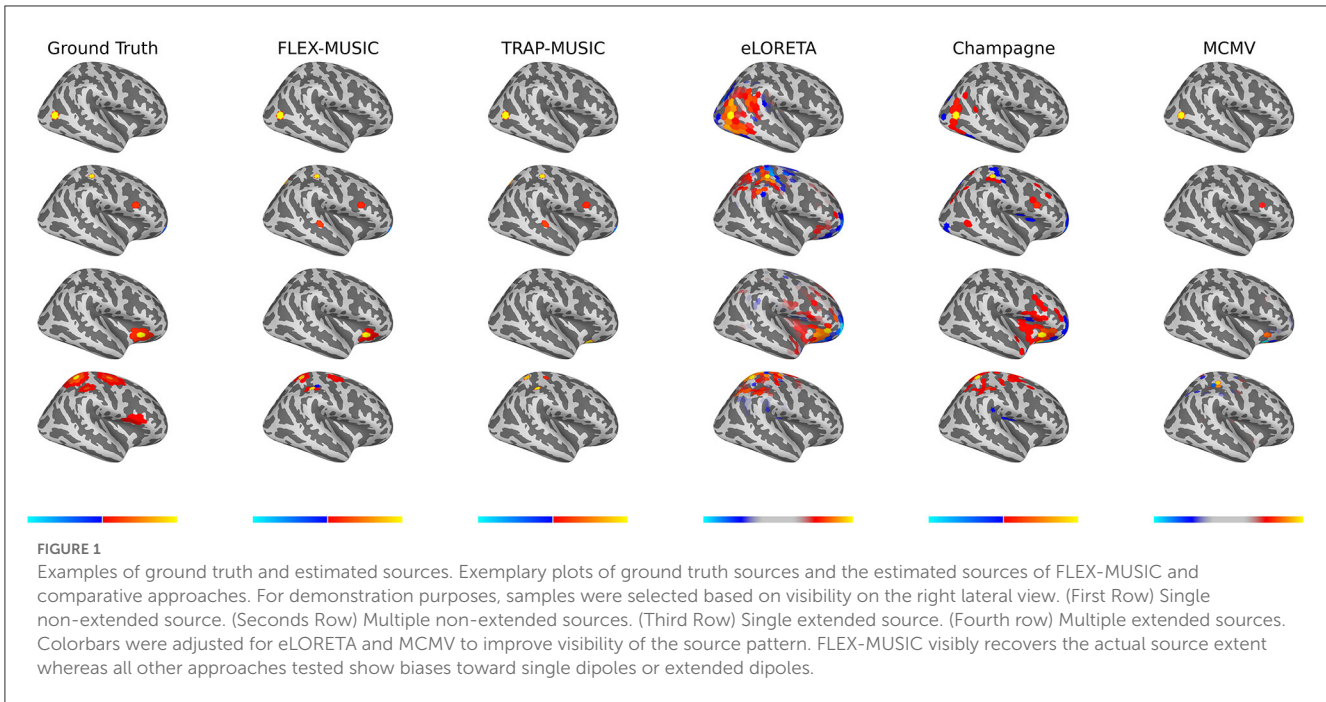 Ground Truth
FLEX-MUSIC
TRAP-MUSIC
eLORETA
Champagne
MCMV
FIGURE 1
Examples of ground truth and estimated sources. Exemplary plots of ground truth sources and the estimated sources of FLEX-MUSIC and
comparative approaches. For demonstration purposes, samples were selected based on visibility on the right lateral view. (First Row) Single
non-extended source. (Seconds Row) Multiple non-extended sources. (Third Row) Single extended source. (Fourth row) Multiple extended sources.
Colorbars were adjusted for eLORETA and MCMV to improve visibility of the source pattern. FLEX-MUSIC visibly recovers the actual source extent
whereas all other approaches tested show biases toward single dipoles or extended dipoles.